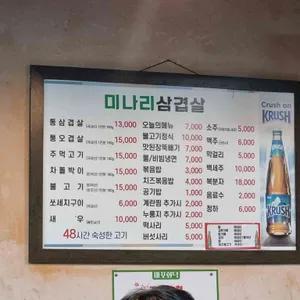 미나리삼겹살
Crush on
KRUSH
통삼겹살 13,000
통오겹살 15,000
주먹고기 15,000
차돌박이 15,000
불고기 15,000
쏘세지구이 6,000
새우 10,000
48시간 숙성한 고기
오늘의메뉴 7,000
불고기정식 10,000
맛된장뚝배기 7,000
물/비빔냉면 7,000
볶음밥 3,000
치즈볶음밥 4,000
공기밥 1,000
계란찜 추가시 2,000
누룽지 추가시 2,000
떡사리 5,000
버섯사리 5,000
소주 5,000
맥주 6,000
막걸리 5,000
백세주 10,000
복분자 18,000
음료수 2,000
청하 6,000
KRUSH